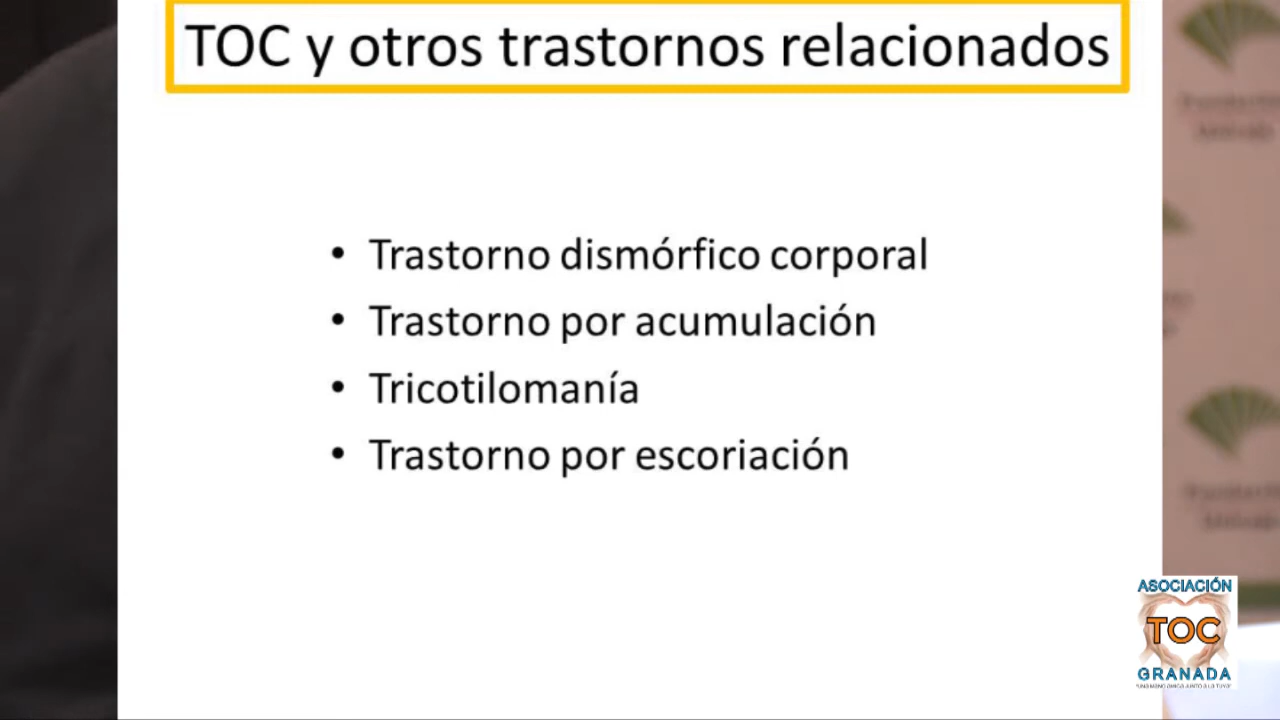 TOC y otros trastornos relacionados
• Trastorno dismórfico corporal
• Trastorno por acumulación
• Tricotilomanía
• Trastorno por escoriación
ASOCIACIÓN
TOC
GRANADA